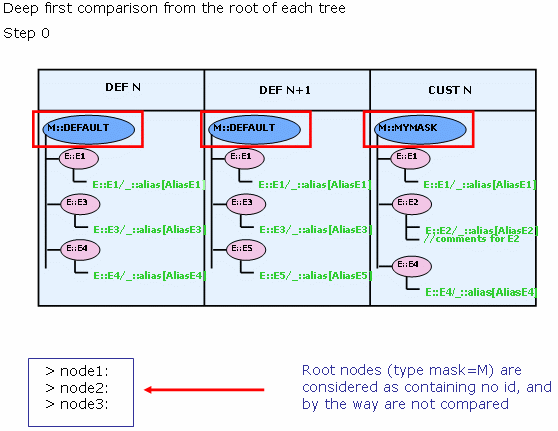 Deep first comparison from the root of each tree
Step 0
DEF N
DEF N+1
CUST N
M::DEFAULT
M::DEFAULT
M::MYMASK
E::E1
E::E1
E::E1
E::E1/_::alias[AliasE1]
E::E1/_::alias[AliasE1]
E::E1/_::alias[AliasE1]
E::E3
E::E3
E::E2
E::E3/_::alias[AliasE3]
E::E3/_::alias[AliasE3]
E::E2/_::alias[AliasE2]
//comments for E2
E::E4
E::E5
E::E4
E::E4/_::alias[AliasE4]
E::E5/_::alias[AliasE5]
E::E4/_::alias[AliasE4]
> node1:
> node2:
> node3:
Root nodes (type mask=M) are
considered as containing no id, and
by the way are not compared